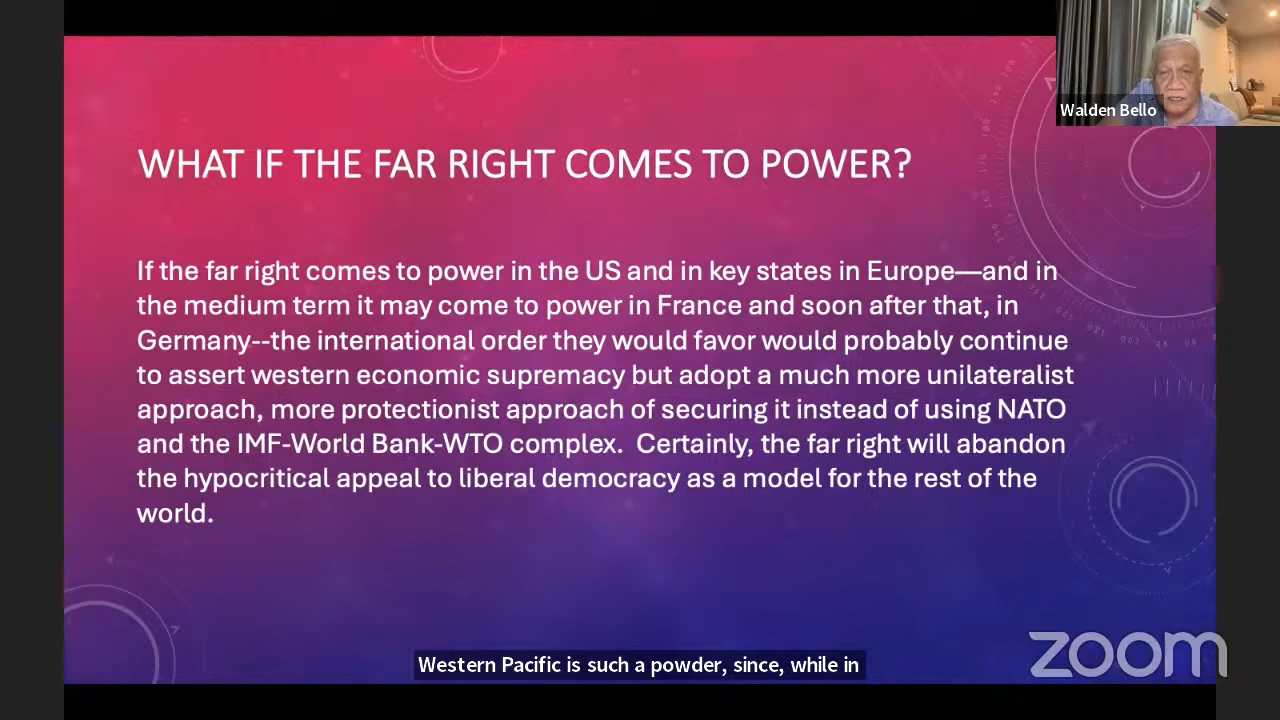 Walden Bello
WHAT IF THE FAR RIGHT COMES TO POWER?
If the far right comes to power in the US and in key states in Europe—and in
the medium term it may come to power in France and soon after that, in
Germany--the international order they would favor would probably continue
to assert western economic supremacy but adopt a much more unilateralist
approach, more protectionist approach of securing it instead of using NATO
and the IMF-World Bank-WTO complex.  Certainly, the far right will abandon
the hypocritical appeal to liberal democracy as a model for the rest of the
world.
Western Pacific is such a powder, since, while in
zoom